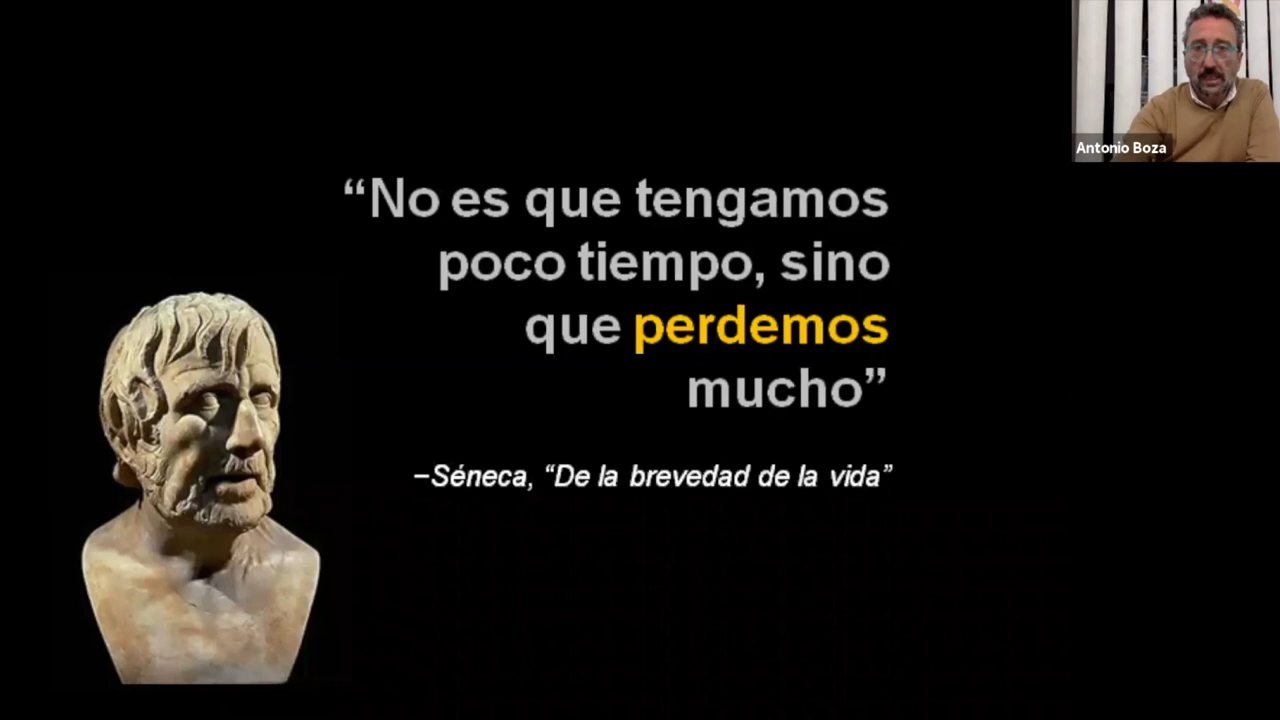 Antonio Boza
“No es que tengamos
poco tiempo, sino
que perdemos
mucho”
–Séneca, “De la brevedad de la vida”